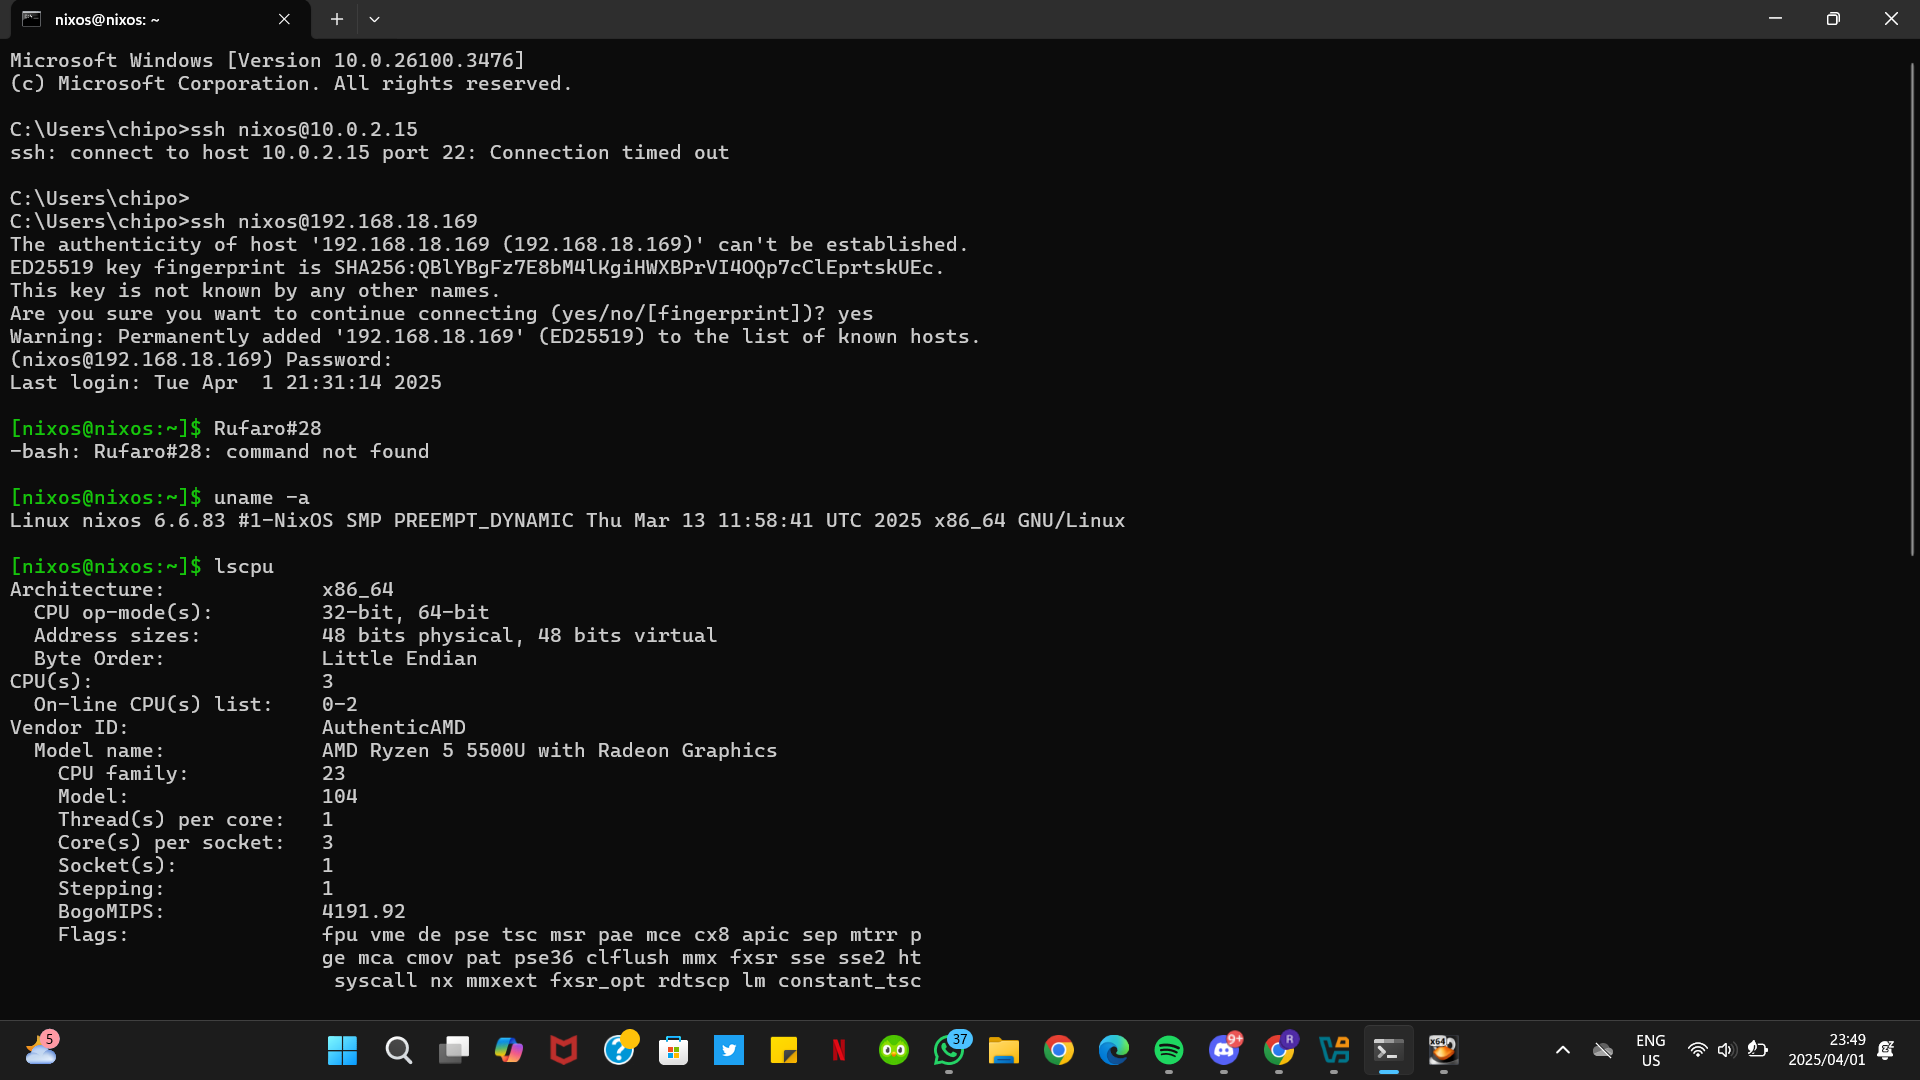 nixos@nixos: ~
Microsoft Windows [Version 10.0.26100.3476]
(c) Microsoft Corporation. All rights reserved.
C:\Users\chipo>ssh nixos@10.0.2.15
ssh: connect to host 10.0.2.15 port 22: Connection timed out
C:\Users\chipo>
C:\Users\chipo>ssh nixos@192.168.18.169
The authenticity of host '192.168.18.169 (192.168.18.169)' can't be established.
ED25519 key fingerprint is SHA256:QBlYBgFz7E8bM4lKgiHWXBPrVI4OQp7cClEprtskUEc.
This key is not known by any other names.
Are you sure you want to continue connecting (yes/no/[fingerprint])? yes
Warning: Permanently added '192.168.18.169' (ED25519) to the list of known hosts.
(nixos@192.168.18.169) Password:
Last login: Tue Apr  1 21:31:14 2025
[nixos@nixos:~]$ Rufaro#28
-bash: Rufaro#28: command not found
[nixos@nixos:~]$ uname -a
Linux nixos 6.6.83 #1-NixOS SMP PREEMPT_DYNAMIC Thu Mar 13 11:58:41 UTC 2025 x86_64 GNU/Linux
[nixos@nixos:~]$ lscpu
Architecture:             x86_64
  CPU op-mode(s):         32-bit, 64-bit
  Address sizes:          48 bits physical, 48 bits virtual
  Byte Order:             Little Endian
CPU(s):                   3
  On-line CPU(s) list:    0-2
Vendor ID:                AuthenticAMD
  Model name:             AMD Ryzen 5 5500U with Radeon Graphics
    CPU family:           23
    Model:                104
    Thread(s) per core:   1
    Core(s) per socket:   3
    Socket(s):            1
    Stepping:             1
    BogoMIPS:             4191.92
    Flags:                fpu vme de pse tsc msr pae mce cx8 apic sep mtrr p
                          ge mca cmov pat pse36 clflush mmx fxsr sse sse2 ht
                           syscall nx mmxext fxsr_opt rdtscp lm constant_tsc
5
37
9+
R
x64
ENG
US
23:49
2025/04/01